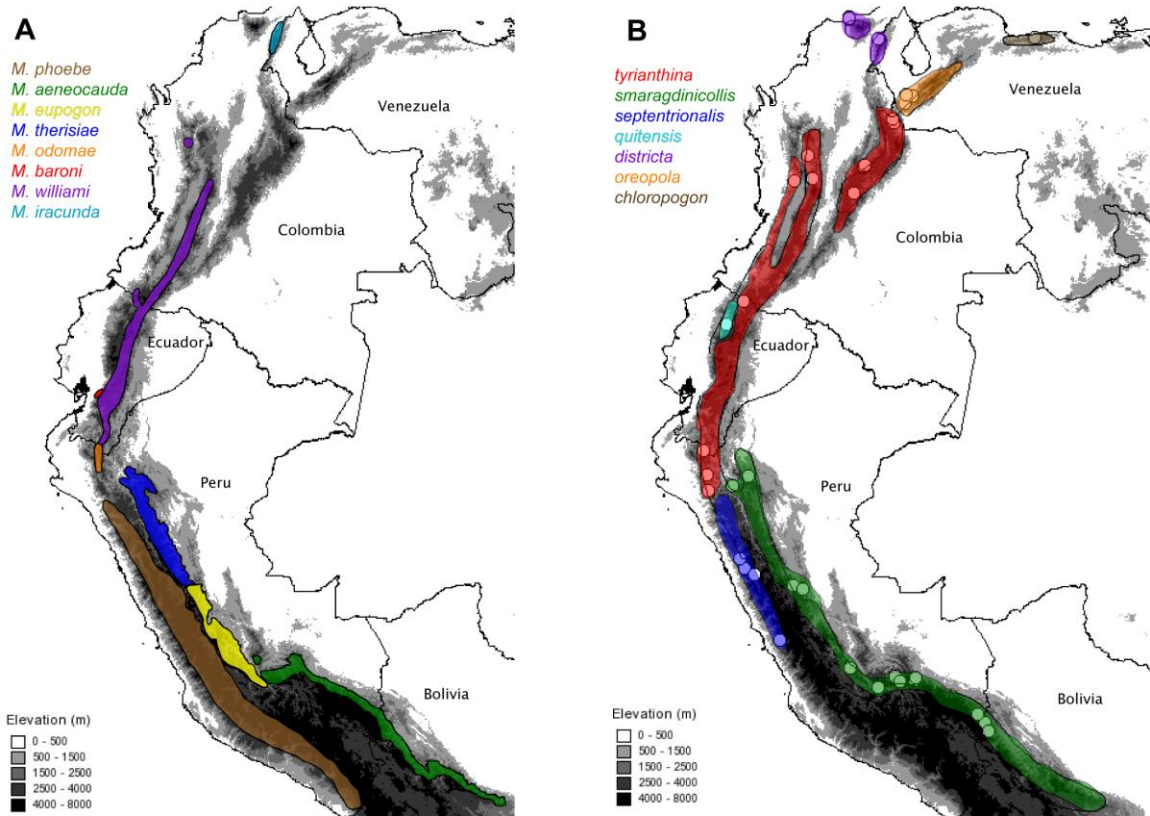 A
M. phoebe
M. aeneocauda
M. eupogon
M. therisiae
M. odomae
M. baroni
M. williami
M. iracunda
Venezuela
Colombia
Ecuador
Peru
Bolivia
Elevation (m)
0 - 500
500 - 1500
1500 - 2500
2500 - 4000
4000 - 8000
B
tyrianthina
smaragdinicollis
septentrionalis
quitensis
districta
oreopola
chloropogon
Venezuela
Colombia
Ecuador
Peru
Bolivia
Elevation (m)
0 - 500
500 - 1500
1500 - 2500
2500 - 4000
4000 - 8000